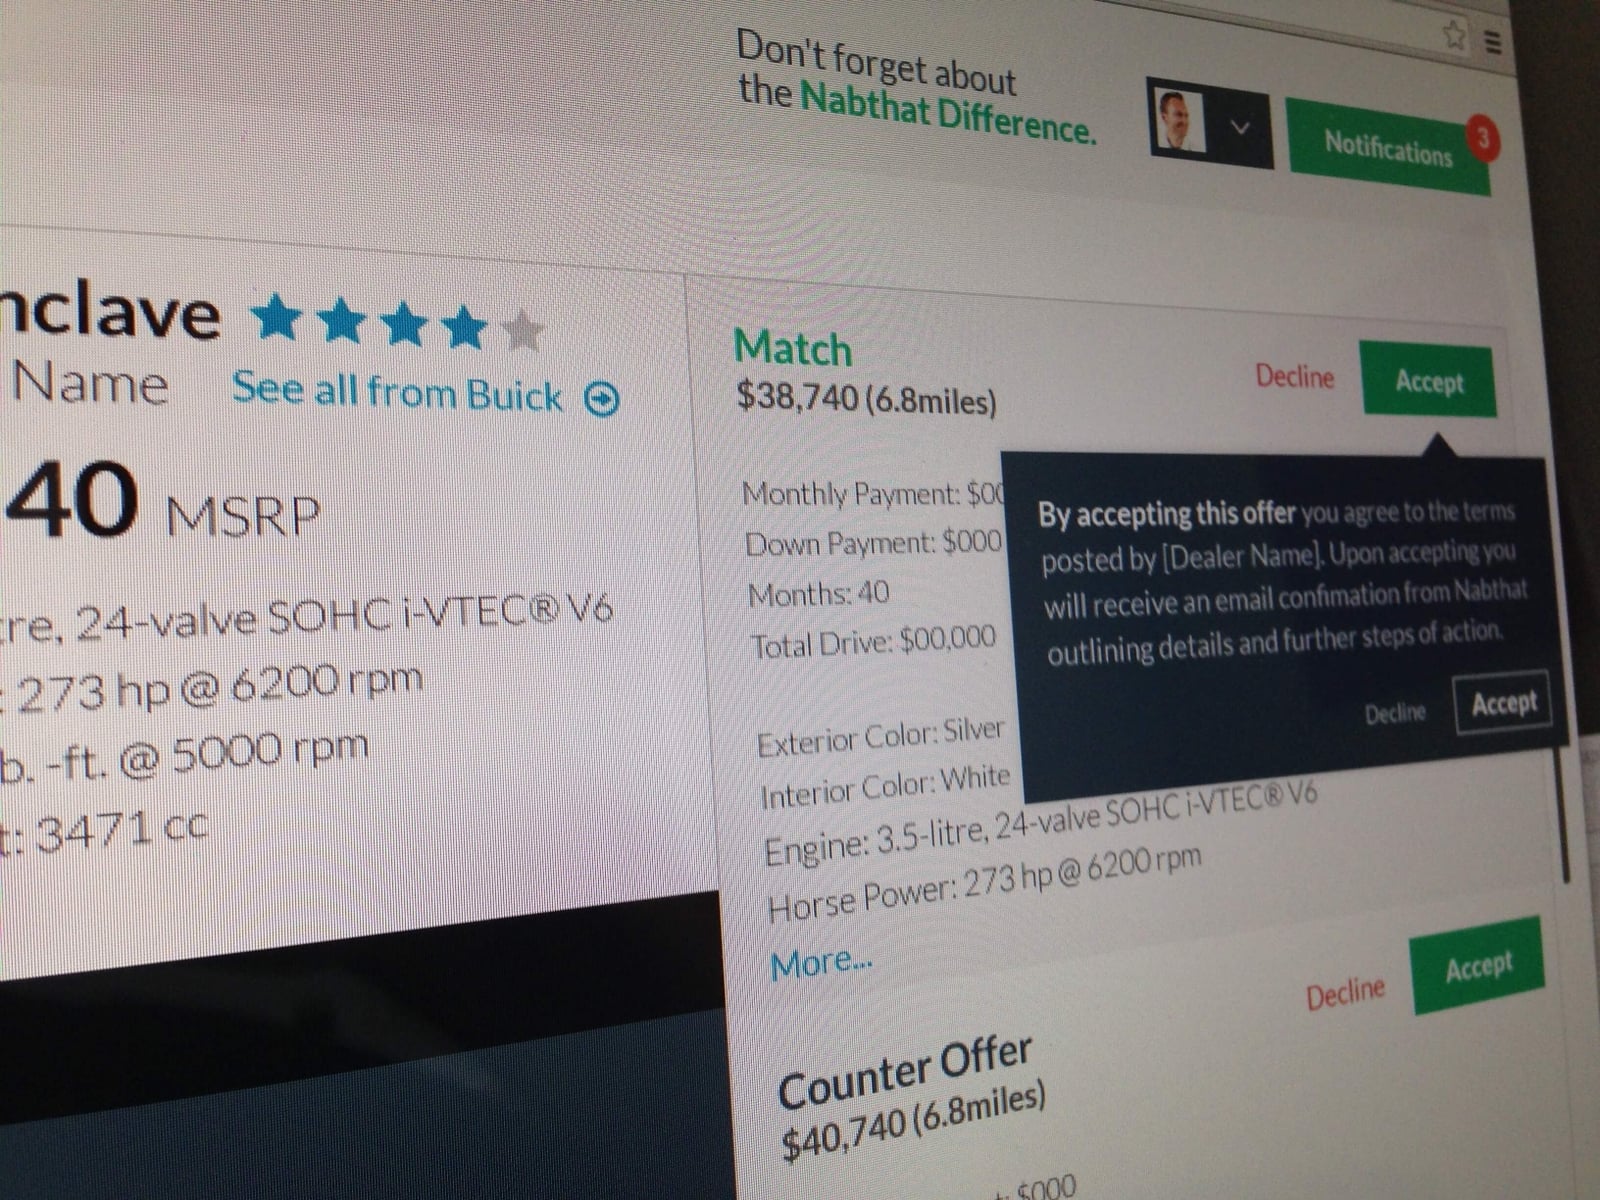 Don't forget about
the Nabthat Difference.
Notifications
3
nclave
Name
See all from Buick
40 MSRP
re, 24-valve SOHC i-VTEC® V6
: 273 hp @ 6200 rpm
b. -ft. @ 5000 rpm
t: 3471 cc
Match
$38,740 (6.8miles)
Decline
Accept
Monthly Payment: $00
Down Payment: $000
Months: 40
Total Drive: $00,000
By accepting this offer you agree to the terms
posted by [Dealer Name]. Upon accepting you
will receive an email confimation from Nabthat
outlining details and further steps of action.
Decline
Accept
Exterior Color: Silver
Interior Color: White
Engine: 3.5-litre, 24-valve SOHC i-VTEC® V6
Horse Power: 273 hp @ 6200 rpm
More...
Decline
Accept
Counter Offer
$40,740 (6.8miles)
: $000